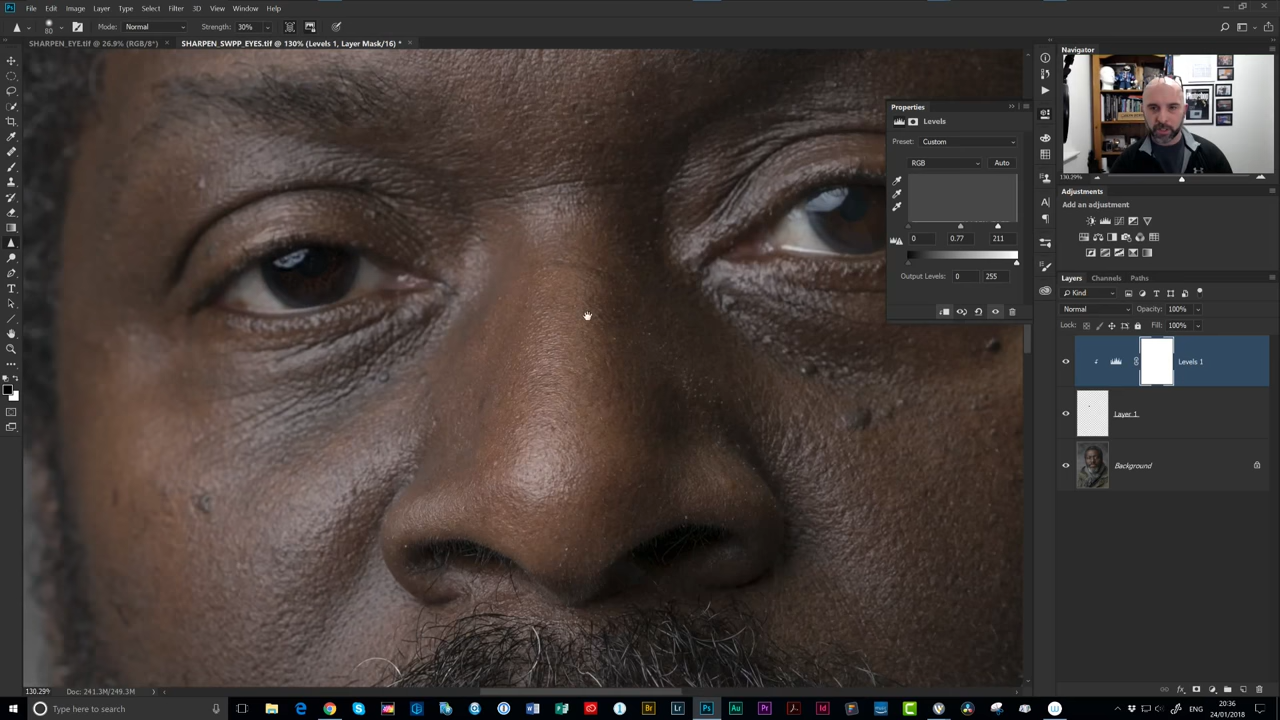 File Edit Image Layer Type Select Filter 3D View Window Help
Mode: Normal Strength: 30%
80
SHARPEN_EYE.tif @ 26.9% (RGB/8*) × SHARPEN_SWPP_EYES.tif @ 130% (Levels 1, Layer Mask/16) * ×
Navigator
130.29%
Properties
Levels
Preset: Custom
RGB Auto
0 0.77 211
Output Levels: 0 255
Adjustments
Add an adjustment
Layers Channels Paths
Kind
Normal Opacity: 100%
Lock: Fill: 100%
Levels 1
Layer 1
Background
130.29% Doc: 241.3M/249.3M
Type here to search
ENG
20:36
24/01/2018